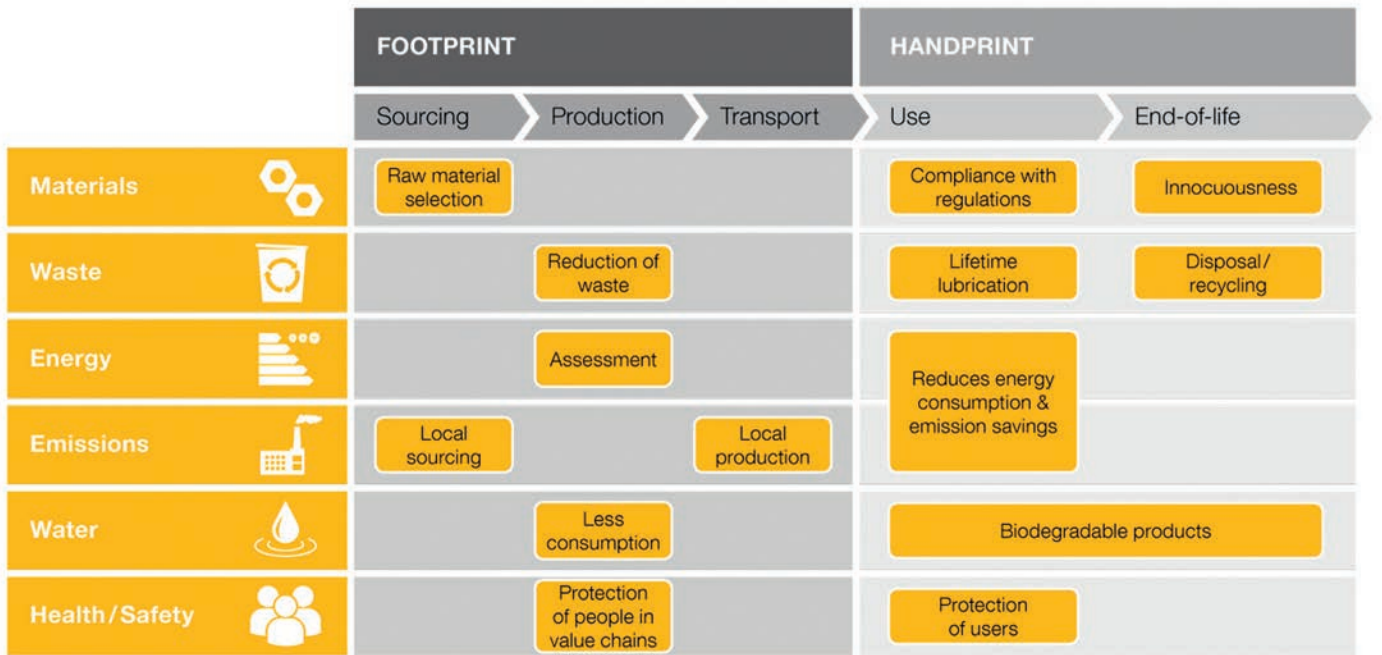 FOOTPRINT
HANDPRINT
Sourcing
Production
Transport
Use
End-of-life
Materials
Raw material
selection
Compliance with
regulations
Innocuousness
Waste
Reduction of
waste
Lifetime
lubrication
Disposal/
recycling
Energy
Assessment
Reduces energy
consumption &
emission savings
Emissions
Local
sourcing
Local
production
Water
Less
consumption
Biodegradable products
Health/Safety
Protection
of people in
value chains
Protection
of users